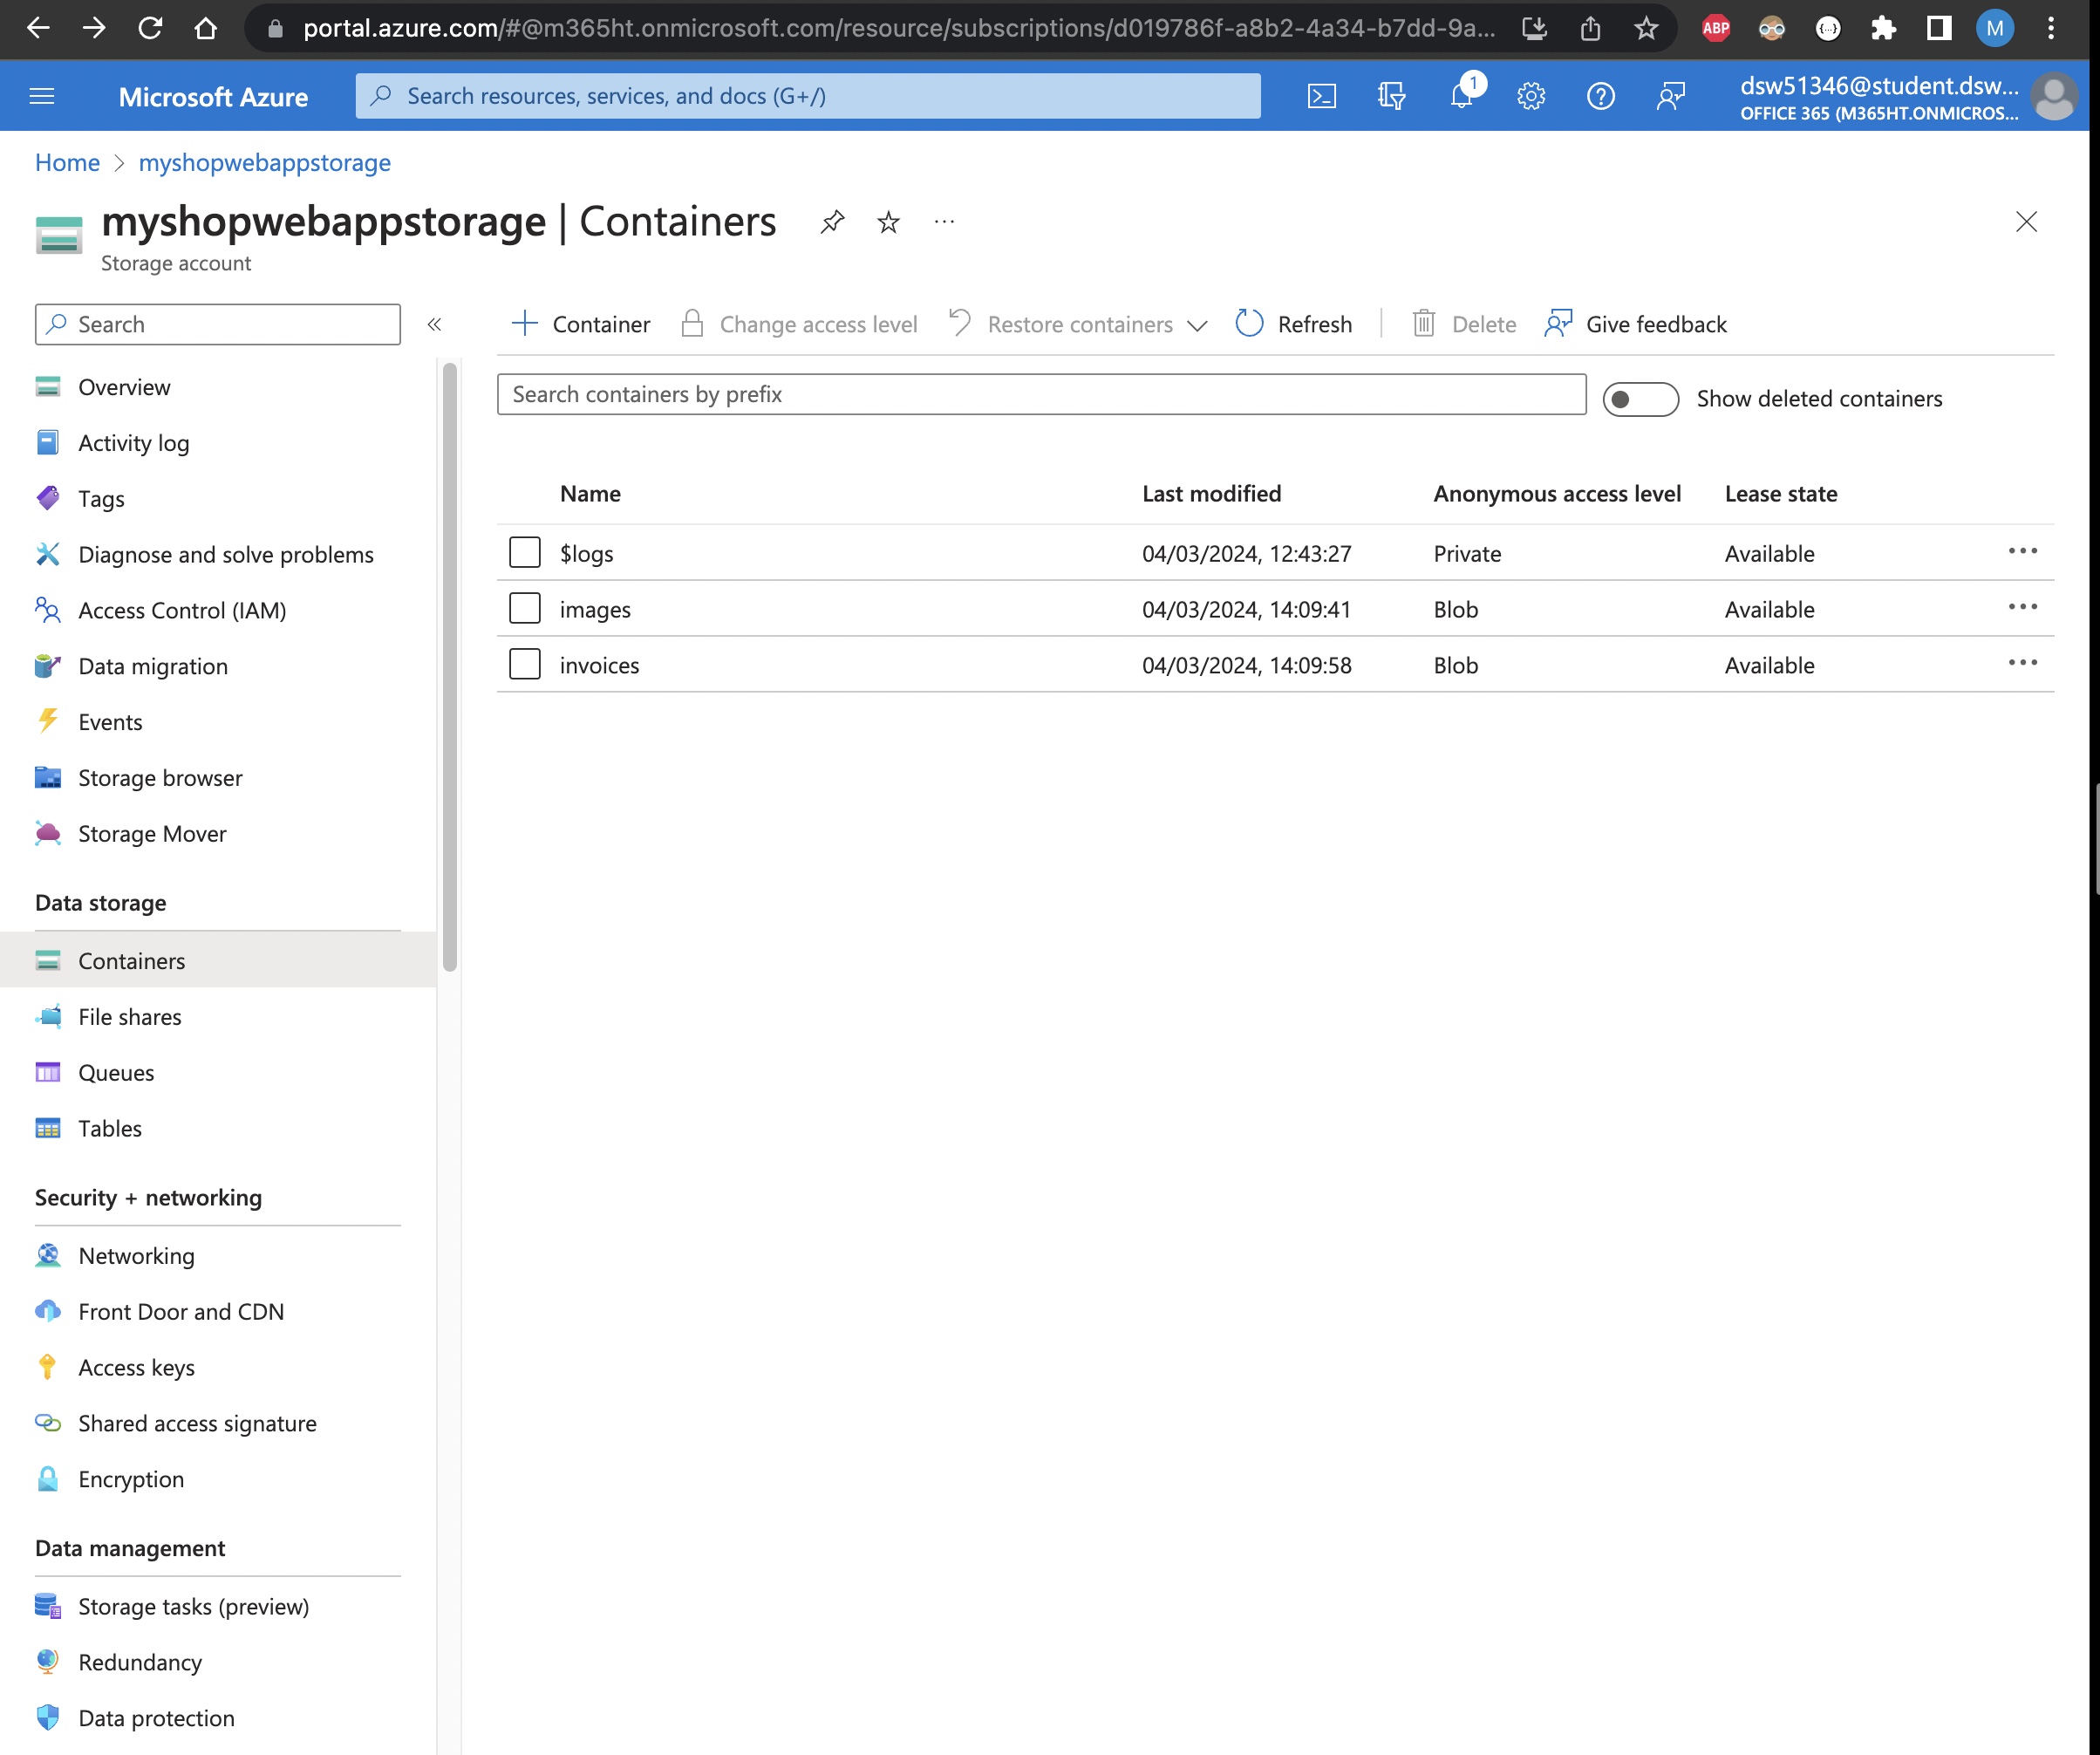 portal.azure.com/#@m365ht.onmicrosoft.com/resource/subscriptions/d019786f-a8b2-4a34-b7dd-9a...
ABP
{...}
M
Microsoft Azure
Search resources, services, and docs (G+/)
1
dsw51346@student.dsw...
OFFICE 365 (M365HT.ONMICROS...
Home > myshopwebappstorage
myshopwebappstorage | Containers
Storage account
Search
Container
Change access level
Restore containers
Refresh
Delete
Give feedback
Search containers by prefix
Show deleted containers
Name Last modified Anonymous access level Lease state
$logs 04/03/2024, 12:43:27 Private Available
images 04/03/2024, 14:09:41 Blob Available
invoices 04/03/2024, 14:09:58 Blob Available
Overview
Activity log
Tags
Diagnose and solve problems
Access Control (IAM)
Data migration
Events
Storage browser
Storage Mover
Data storage
Containers
File shares
Queues
Tables
Security + networking
Networking
Front Door and CDN
Access keys
Shared access signature
Encryption
Data management
Storage tasks (preview)
Redundancy
Data protection